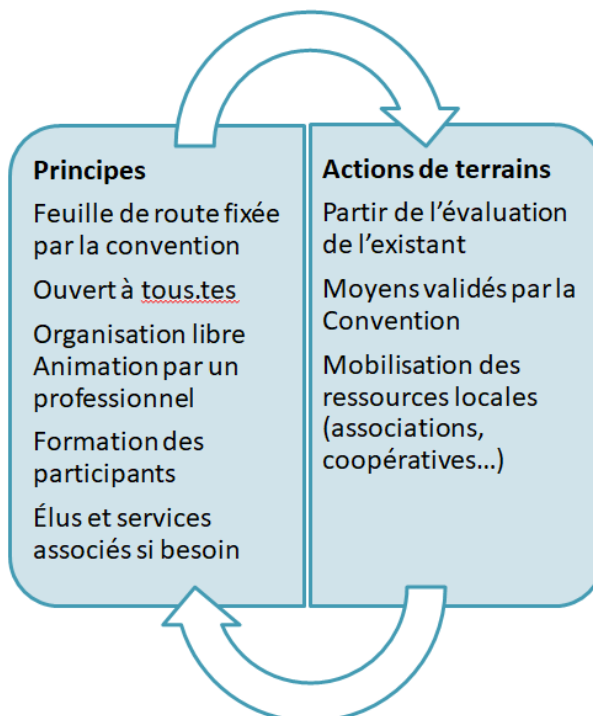 Principes
Feuille de route fixée
par la convention
Ouvert à tous.tes
Organisation libre
Animation par un
professionnel
Formation des
participants
Élus et services
associés si besoin
Actions de terrains
Partir de l’évaluation
de l’existant
Moyens validés par la
Convention
Mobilisation des
ressources locales
(associations,
coopératives…)